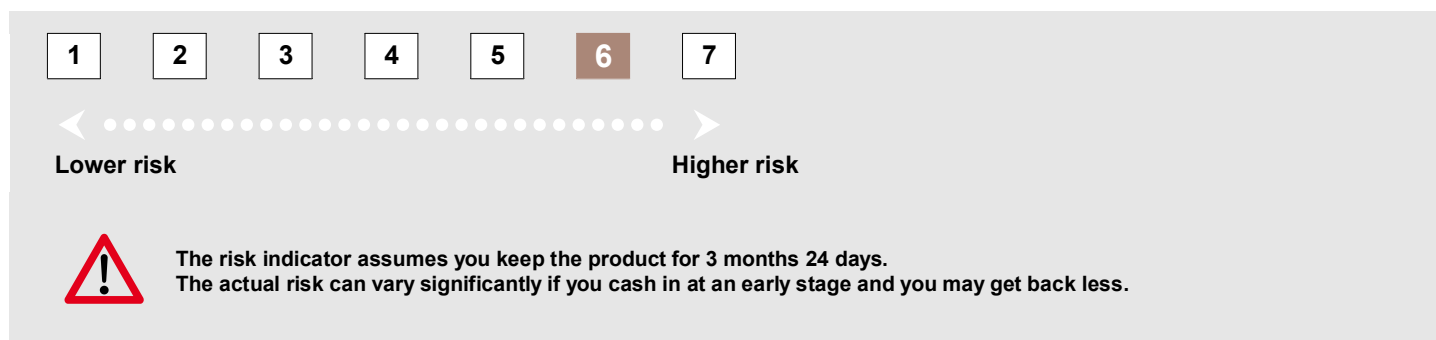 1 2 3 4 5 6 7
Lower risk Higher risk
The risk indicator assumes you keep the product for 3 months 24 days.
The actual risk can vary significantly if you cash in at an early stage and you may get back less.